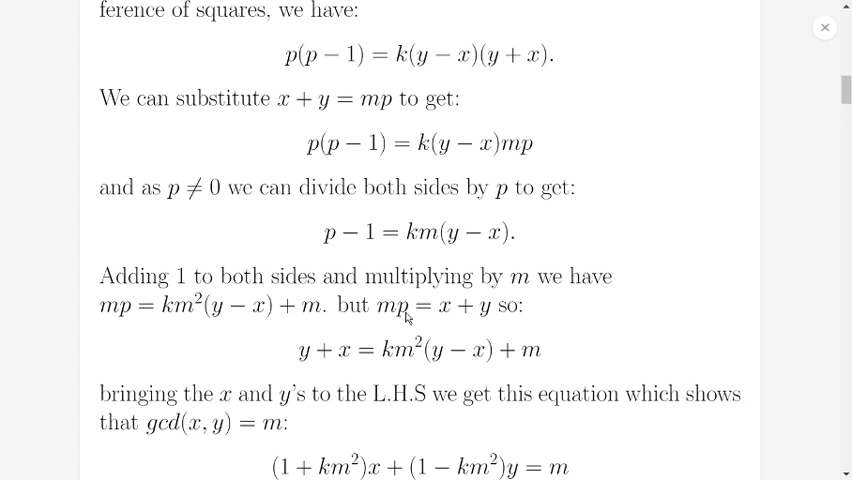 ference of squares, we have:
p(p − 1) = k(y − x)(y + x).
We can substitute x + y = mp to get:
p(p − 1) = k(y − x)mp
and as p ≠ 0 we can divide both sides by p to get:
p − 1 = km(y − x).
Adding 1 to both sides and multiplying by m we have
mp = km²(y − x) + m. but mp = x + y so:
y + x = km²(y − x) + m
bringing the x and y's to the L.H.S we get this equation which shows
that gcd(x, y) = m:
(1 + km²)x + (1 − km²)y = m